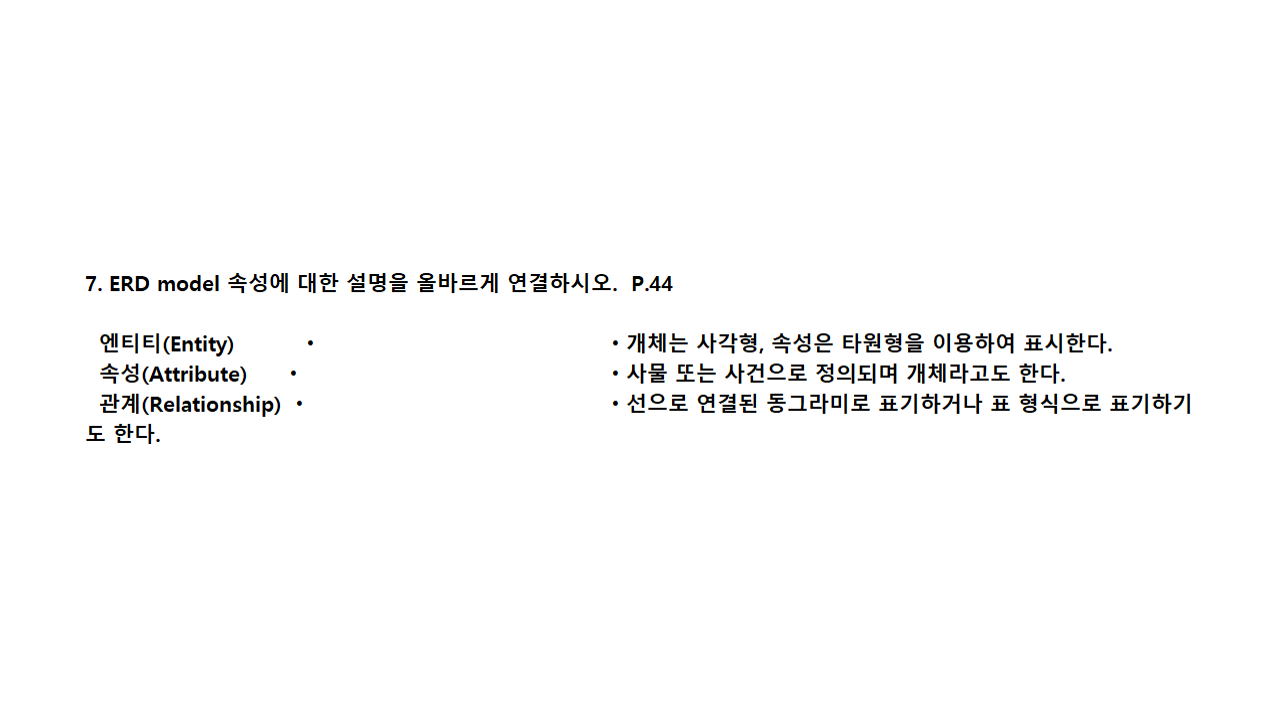 7. ERD model 속성에 대한 설명을 올바르게 연결하시오. P.44
엔티티(Entity) • • 개체는 사각형, 속성은 타원형을 이용하여 표시한다.
속성(Attribute) • • 사물 또는 사건으로 정의되며 개체라고도 한다.
관계(Relationship) • • 선으로 연결된 동그라미로 표기하거나 표 형식으로 표기하기
도 한다.